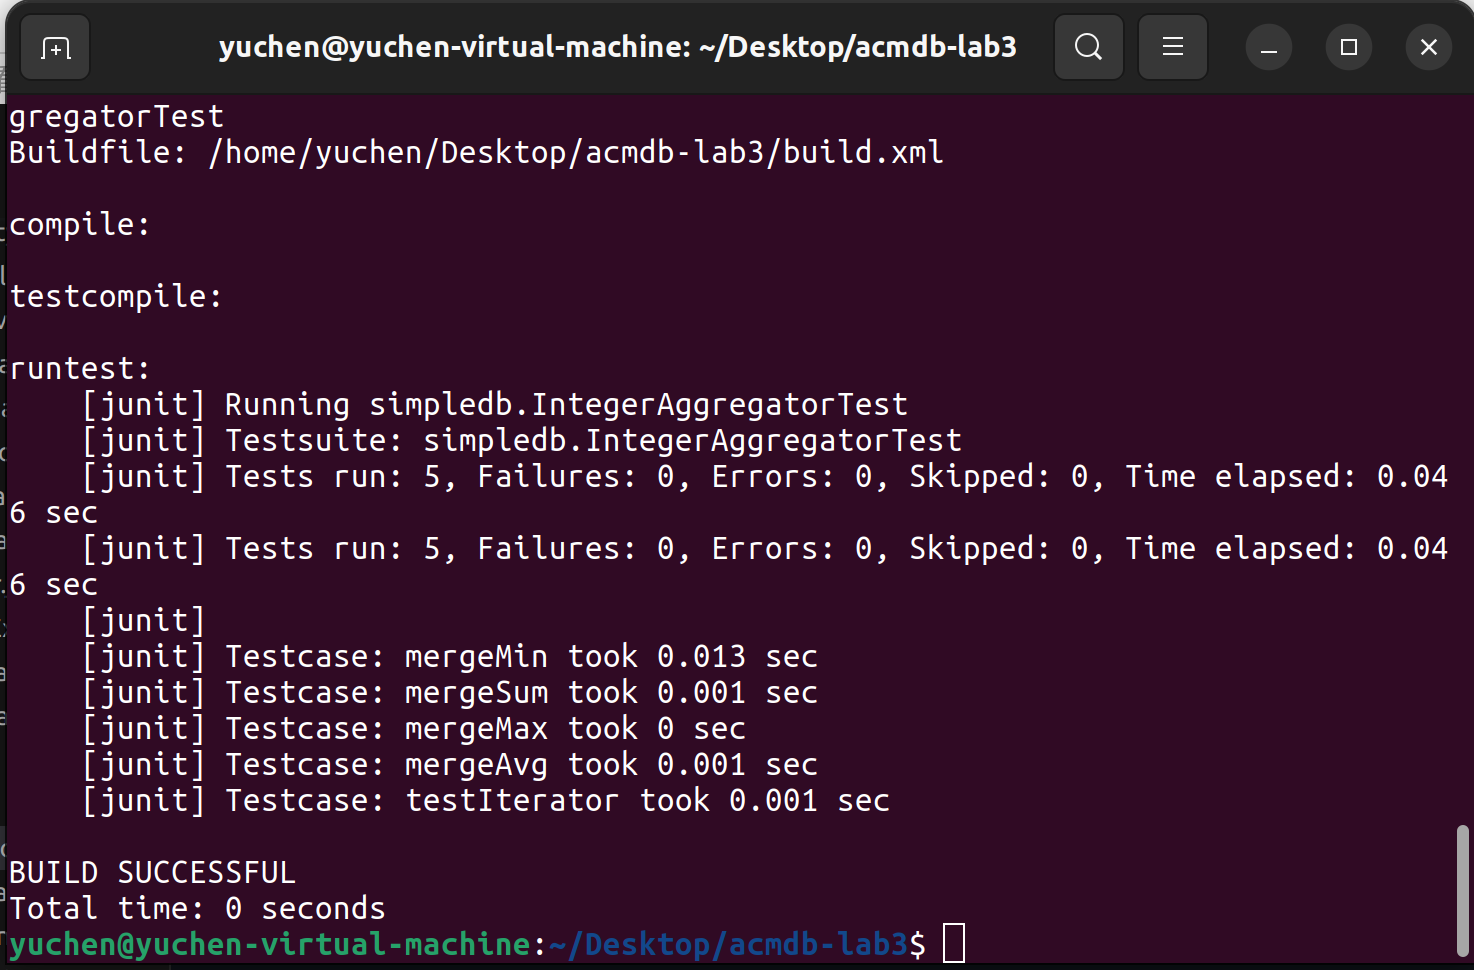 yuchen@yuchen-virtual-machine: ~/Desktop/acmdb-lab3
gregatorTest
Buildfile: /home/yuchen/Desktop/acmdb-lab3/build.xml
compile:
testcompile:
runtest:
[junit] Running simpledb.IntegerAggregatorTest
[junit] Testsuite: simpledb.IntegerAggregatorTest
[junit] Tests run: 5, Failures: 0, Errors: 0, Skipped: 0, Time elapsed: 0.04
6 sec
[junit] Tests run: 5, Failures: 0, Errors: 0, Skipped: 0, Time elapsed: 0.04
6 sec
[junit]
[junit] Testcase: mergeMin took 0.013 sec
[junit] Testcase: mergeSum took 0.001 sec
[junit] Testcase: mergeMax took 0 sec
[junit] Testcase: mergeAvg took 0.001 sec
[junit] Testcase: testIterator took 0.001 sec
BUILD SUCCESSFUL
Total time: 0 seconds
yuchen@yuchen-virtual-machine:~/Desktop/acmdb-lab3$